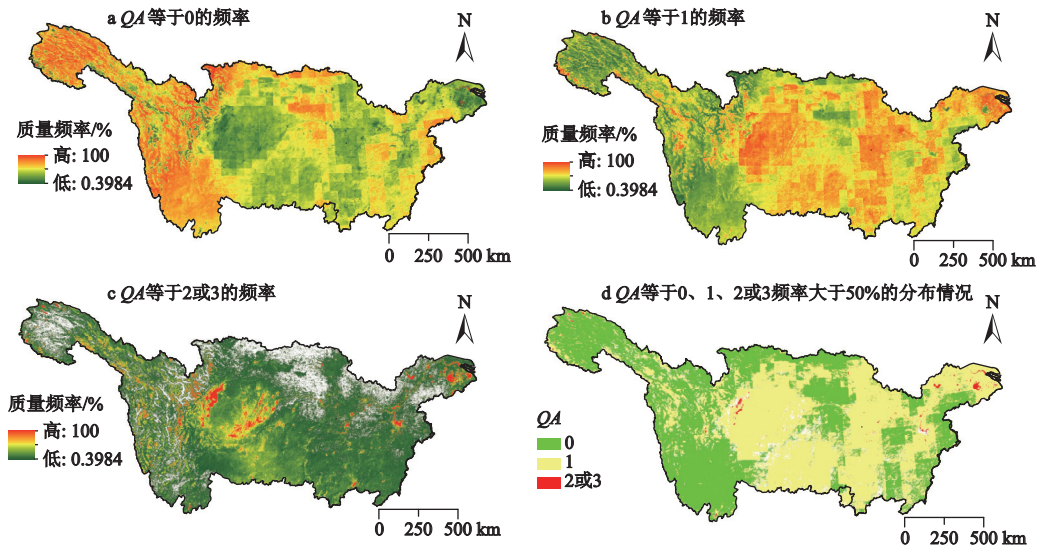 a QA等于0的频率
N
质量频率/%
高: 100
低: 0.3984
0 250 500 km
b QA等于1的频率
N
质量频率/%
高: 100
低: 0.3984
0 250 500 km
c QA等于2或3的频率
N
质量频率/%
高: 100
低: 0.3984
0 250 500 km
d QA等于0、1、2或3频率大于50%的分布情况
N
QA
0
1
2或3
0 250 500 km